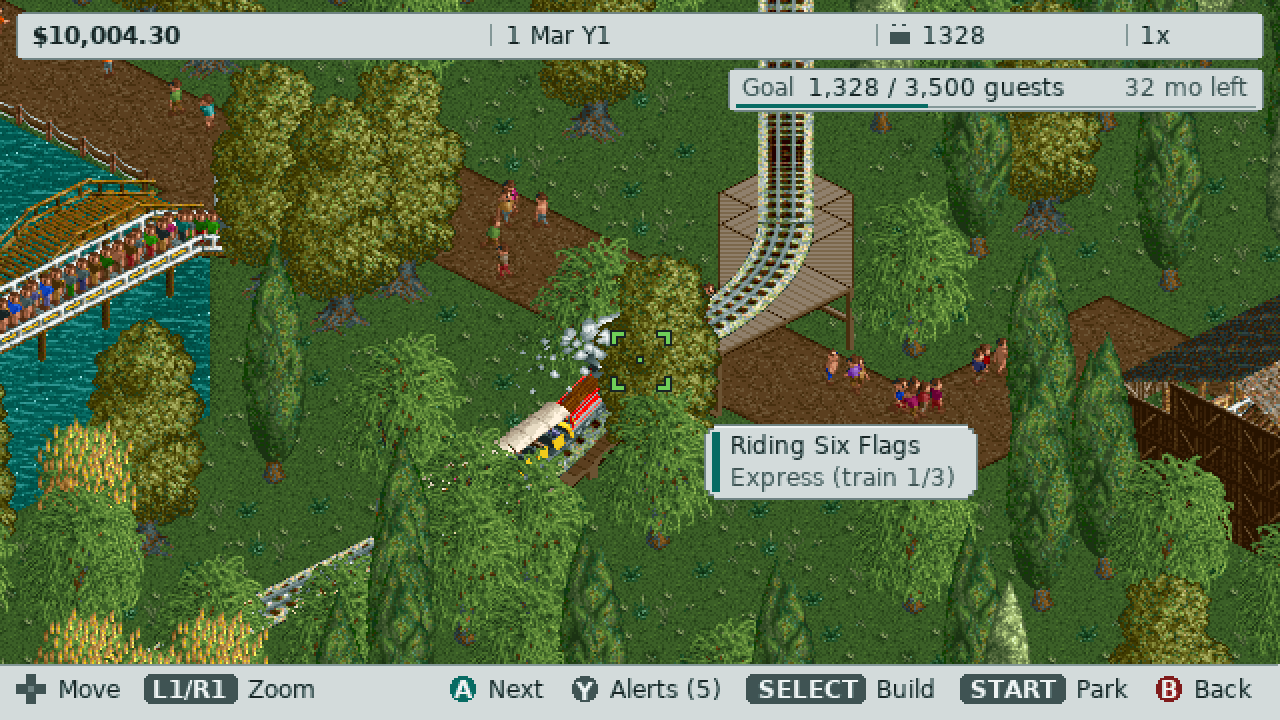 $10,004.30 1 Mar Y1 1328 1x
Goal 1,328 / 3,500 guests 32 mo left
Riding Six Flags
Express (train 1/3)
Move L1/R1 Zoom A Next Y Alerts (5) SELECT Build START Park B Back